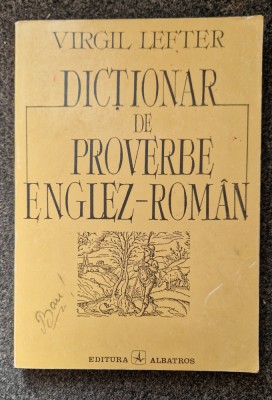 VIRGIL LEFTER
DICȚIONAR
DE
PROVERBE
ENGLEZ-ROMÂN
EDITURA ALBATROS